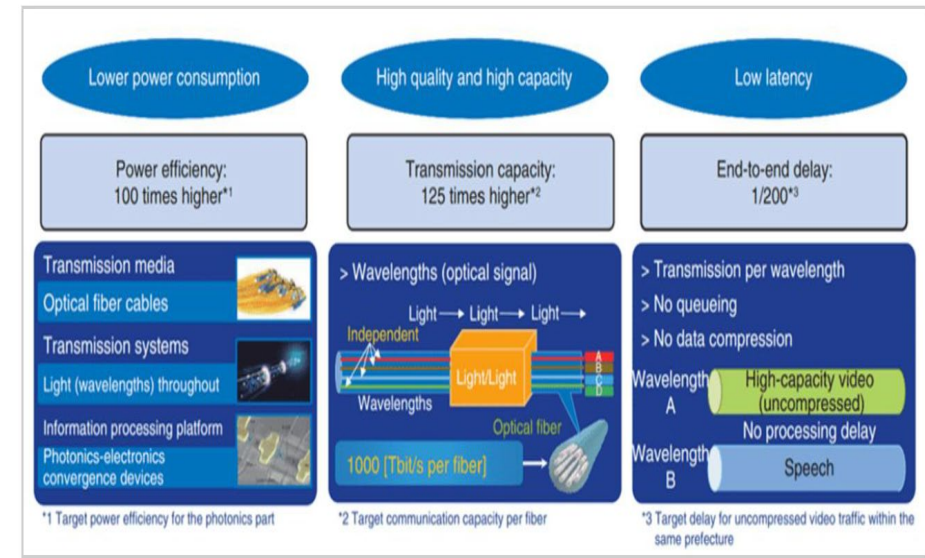 Lower power consumption
High quality and high capacity
Low latency
Power efficiency:
100 times higher*1
Transmission capacity:
125 times higher*2
End-to-end delay:
1/200*3
Transmission media
Optical fiber cables
Transmission systems
Light (wavelengths) throughout
Information processing platform
Photonics-electronics
convergence devices
> Wavelengths (optical signal)
Light→ Light→ Light→
Independent
Light/Light
A
B
C
D
Wavelengths
Optical fiber
1000 [Tbit/s per fiber]
> Transmission per wavelength
> No queueing
> No data compression
Wavelength
A
High-capacity video
(uncompressed)
No processing delay
Wavelength
B
Speech
*1 Target power efficiency for the photonics part
*2 Target communication capacity per fiber
*3 Target delay for uncompressed video traffic within the
same prefecture